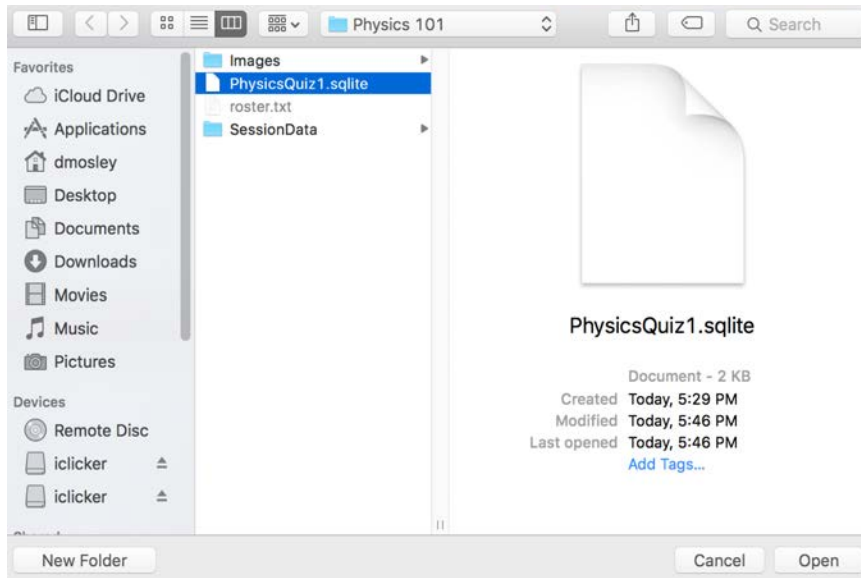 Physics 101
Search
Favorites
iCloud Drive
Applications
dmosley
Desktop
Documents
Downloads
Movies
Music
Pictures
Devices
Remote Disc
iclicker
iclicker
Images
PhysicsQuiz1.sqlite
roster.txt
SessionData
PhysicsQuiz1.sqlite
Document - 2 KB
Created Today, 5:29 PM
Modified Today, 5:46 PM
Last opened Today, 5:46 PM
Add Tags...
New Folder
Cancel
Open